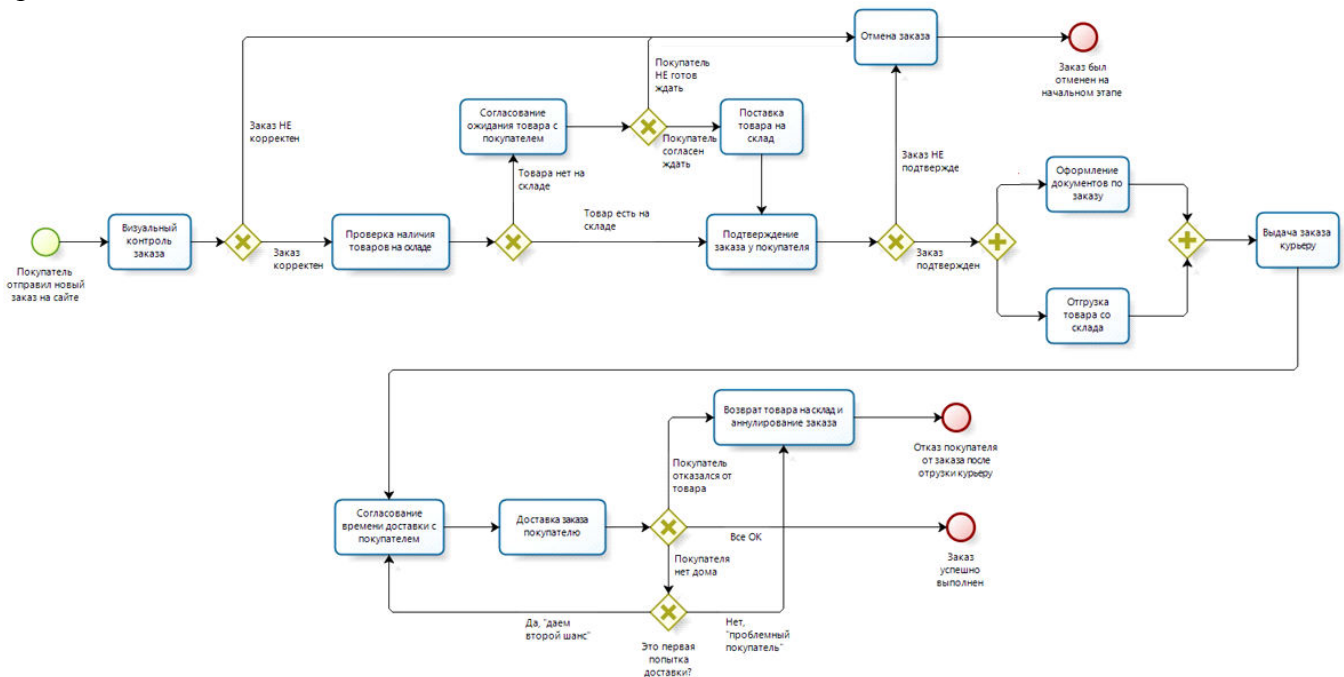 Отмена заказа
Заказ был
отменен на
начальном этапе
Покупатель
НЕ готов
ждать
Согласование
ожидания товара с
покупателем
Поставка
товара на
склад
Покупатель
согласен
ждать
Заказ НЕ
корректен
Заказ НЕ
подтвержде
Товара нет на
складе
Оформление
документов по
заказу
Товар есть на
складе
Визуальный
контроль
заказа
Проверка наличия
товаров на складе
Подтверждение
заказа у покупателя
Выдача заказа
курьеру
Заказ
корректен
Заказ
подтвержден
Покупатель
отправил новый
заказ на сайте
Отгрузка
товара со
склада
Возврат товара на склад и
аннулирование заказа
Отказ покупателя
от заказа после
отрузки курьеру
Покупатель
отказался от
товара
Согласование
времени доставки с
покупателем
Доставка заказа
покупателю
Все ОК
Заказ
успешно
выполнен
Покупателя
нет дома
Да, "даем
второй шанс"
Нет,
"проблемный
покупатель"
Это первая
попытка
доставки?